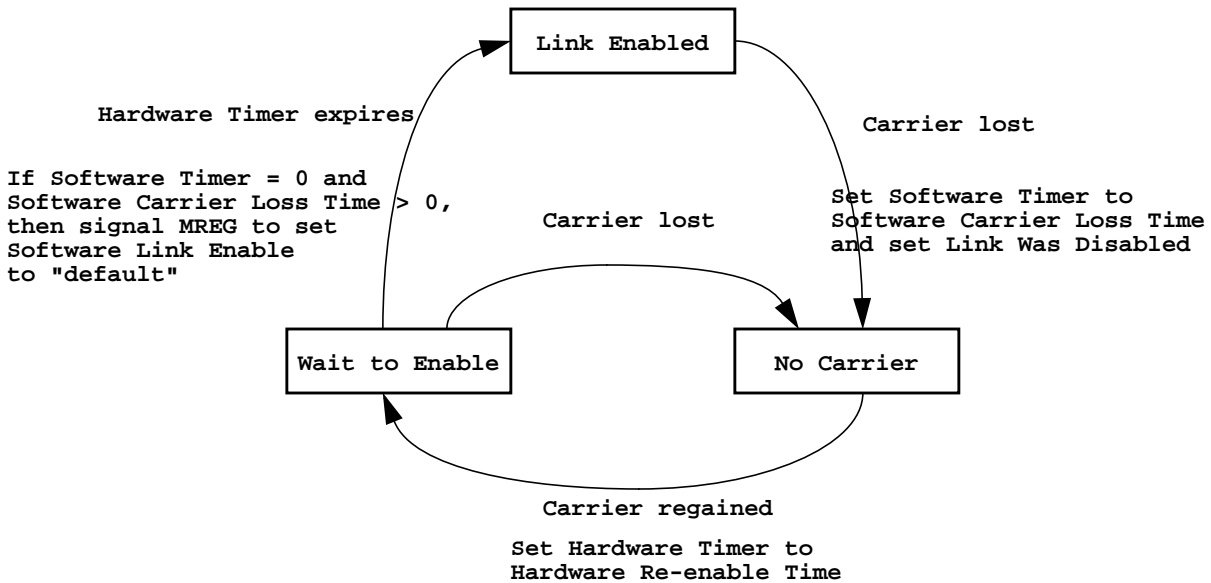 Link Enabled
Hardware Timer expires
Carrier lost
If Software Timer = 0 and
Software Carrier Loss Time > 0,
then signal MREG to set
Software Link Enable
to "default"
Carrier lost
Set Software Timer to
Software Carrier Loss Time
and set Link Was Disabled
Wait to Enable
No Carrier
Carrier regained
Set Hardware Timer to
Hardware Re-enable Time